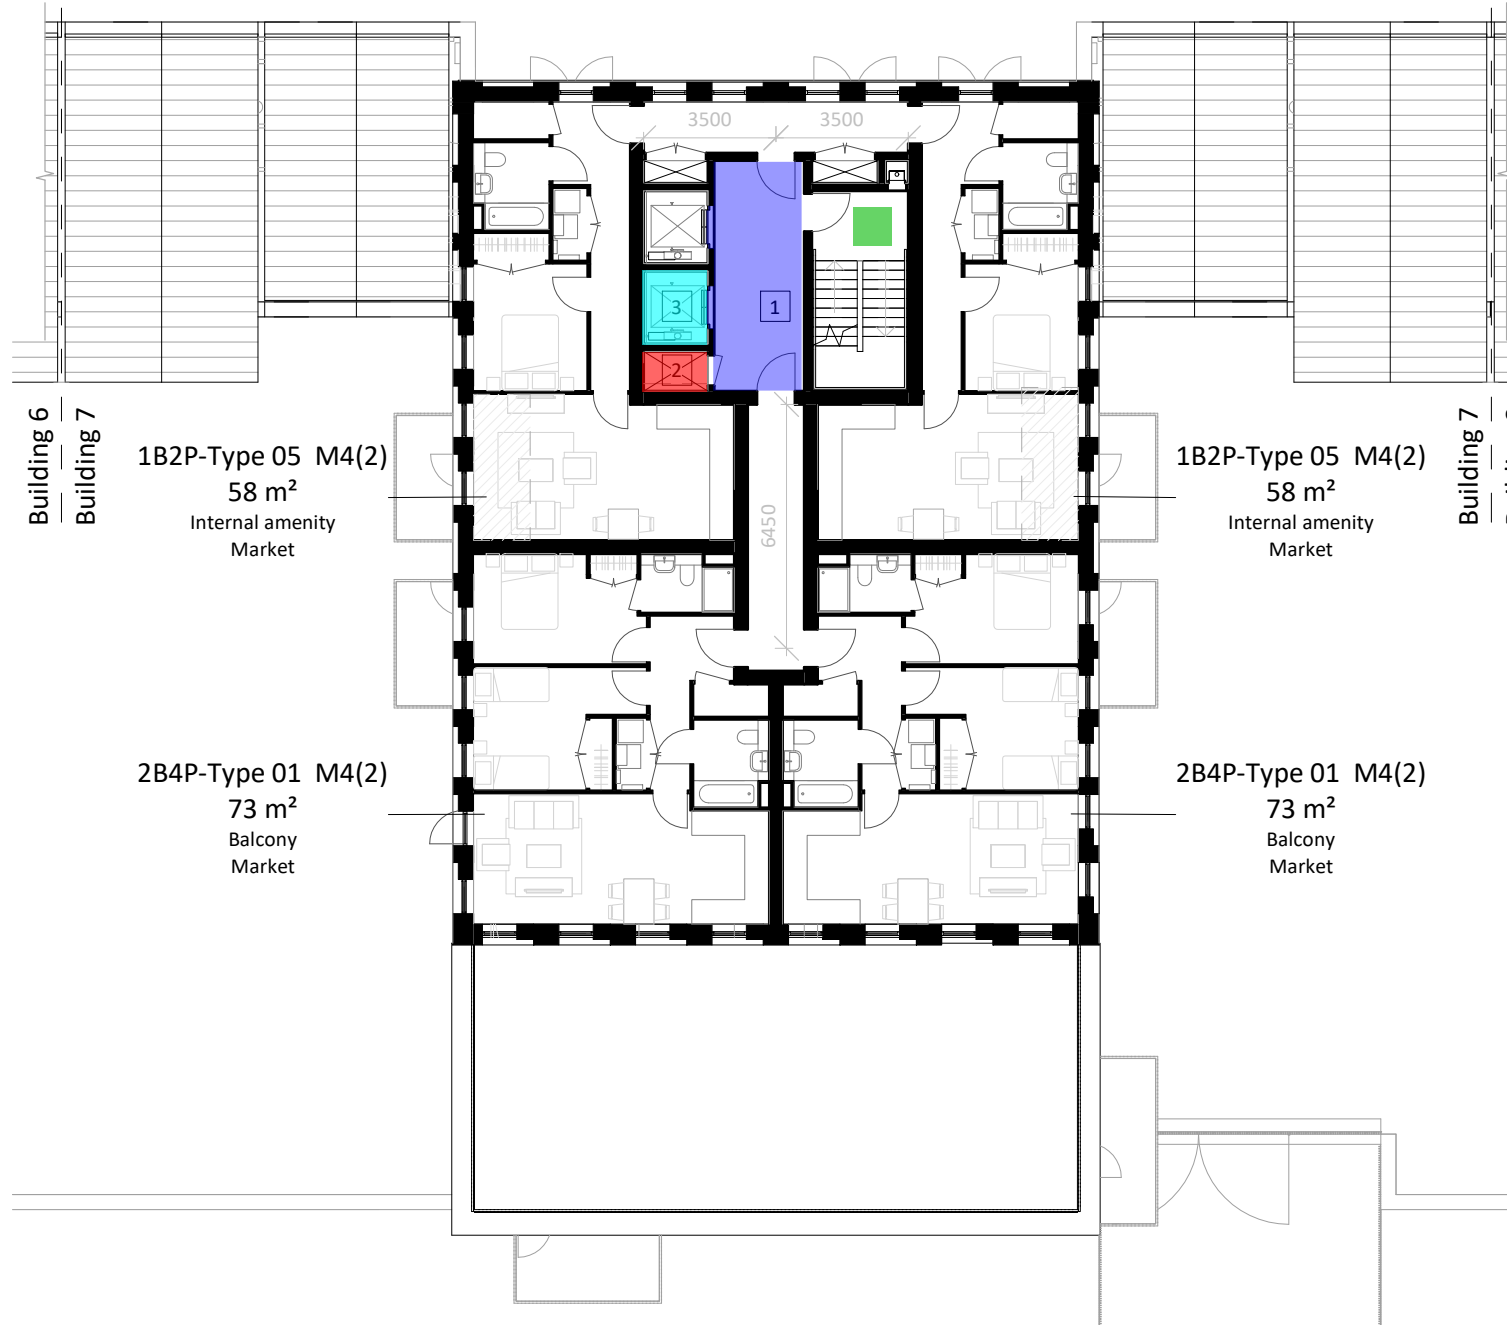 3500
3500
3
1
2
6450
Building 6
Building 7
1B2P-Type 05 M4(2)
58 m²
Internal amenity
Market
1B2P-Type 05 M4(2)
58 m²
Internal amenity
Market
Building 7
2B4P-Type 01 M4(2)
73 m²
Balcony
Market
2B4P-Type 01 M4(2)
73 m²
Balcony
Market